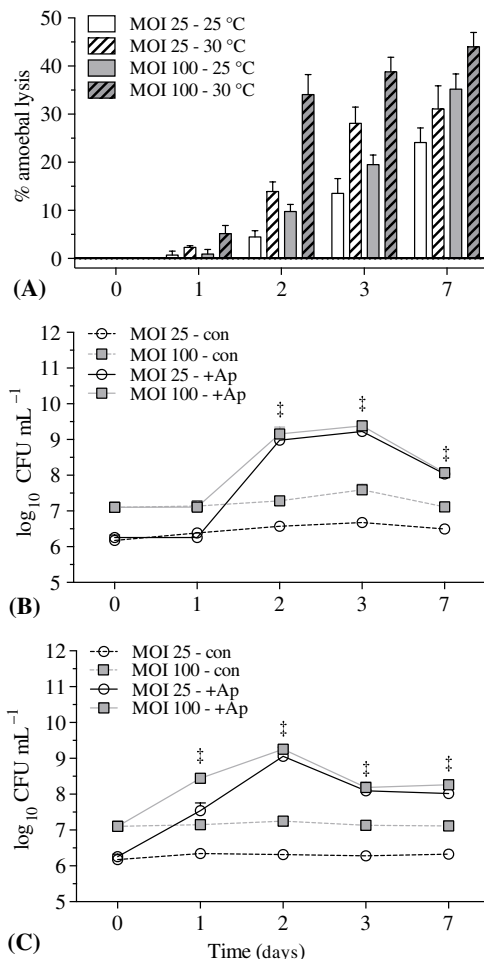 50
40
30
20
10
0
% amoebal lysis
MOI 25 - 25 °C
MOI 25 - 30 °C
MOI 100 - 25 °C
MOI 100 - 30 °C
0 1 2 3 7
(A)
12
11
10
9
8
7
6
5
log10 CFU mL−1
MOI 25 - con
MOI 100 - con
MOI 25 - +Ap
MOI 100 - +Ap
‡ ‡ ‡
0 1 2 3 7
(B)
12
11
10
9
8
7
6
5
log10 CFU mL−1
MOI 25 - con
MOI 100 - con
MOI 25 - +Ap
MOI 100 - +Ap
‡ ‡ ‡ ‡
0 1 2 3 7
(C)
Time (days)